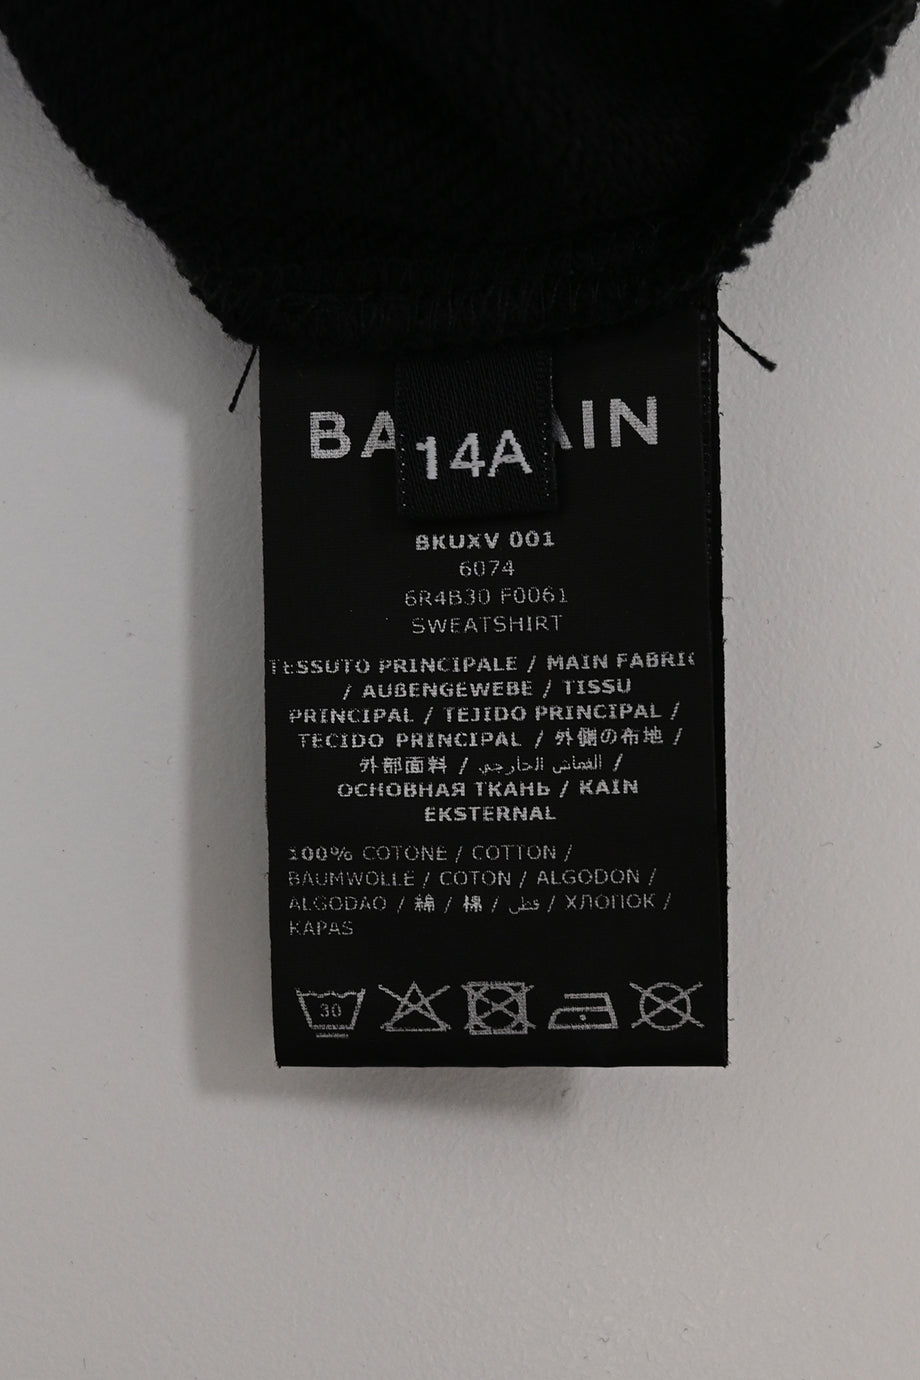 BA AIN
14A
BKUXV 001
6074
6R4B30 F0061
SWEATSHIRT
TESSUTO PRINCIPALE / MAIN FABRIC
/ AUßENGEWEBE / TISSU
PRINCIPAL / TEJIDO PRINCIPAL /
TECIDO PRINCIPAL / 外側の布地 /
外部面料 / القماش الخارجي /
ОСНОВНАЯ ТКАНЬ / KAIN
EKSTERNAL
100% COTONE / COTTON /
BAUMWOLLE / COTON / ALGODON /
ALGODAO / 綿 / 棉 / قطن / ХЛОПОК /
KAPAS
30